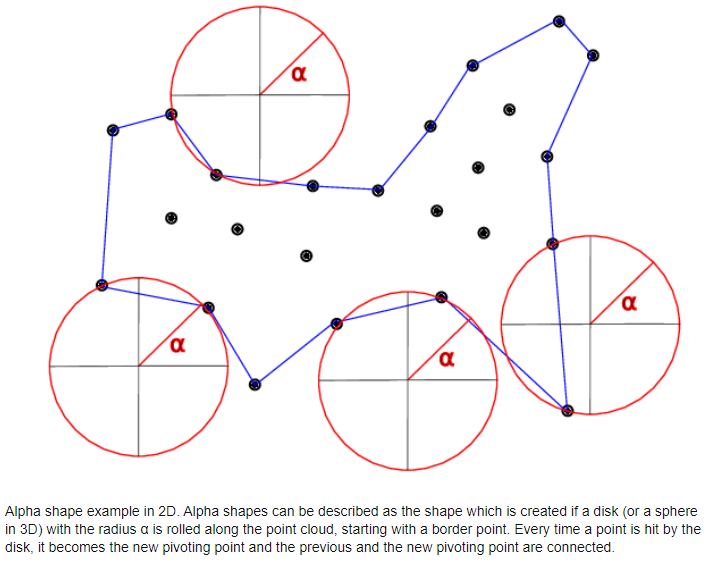 α
α
α
α
Alpha shape example in 2D. Alpha shapes can be described as the shape which is created if a disk (or a sphere
in 3D) with the radius α is rolled along the point cloud, starting with a border point. Every time a point is hit by the
disk, it becomes the new pivoting point and the previous and the new pivoting point are connected.